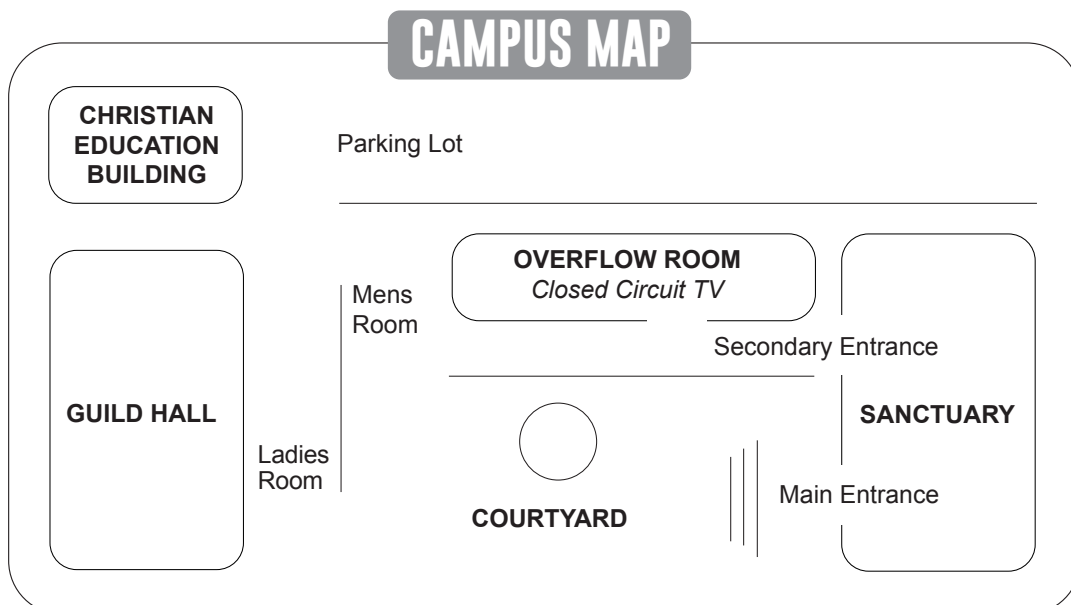 CAMPUS MAP
CHRISTIAN
EDUCATION
BUILDING
Parking Lot
OVERFLOW ROOM
Closed Circuit TV
Mens
Room
Secondary Entrance
GUILD HALL
SANCTUARY
Ladies
Room
Main Entrance
COURTYARD